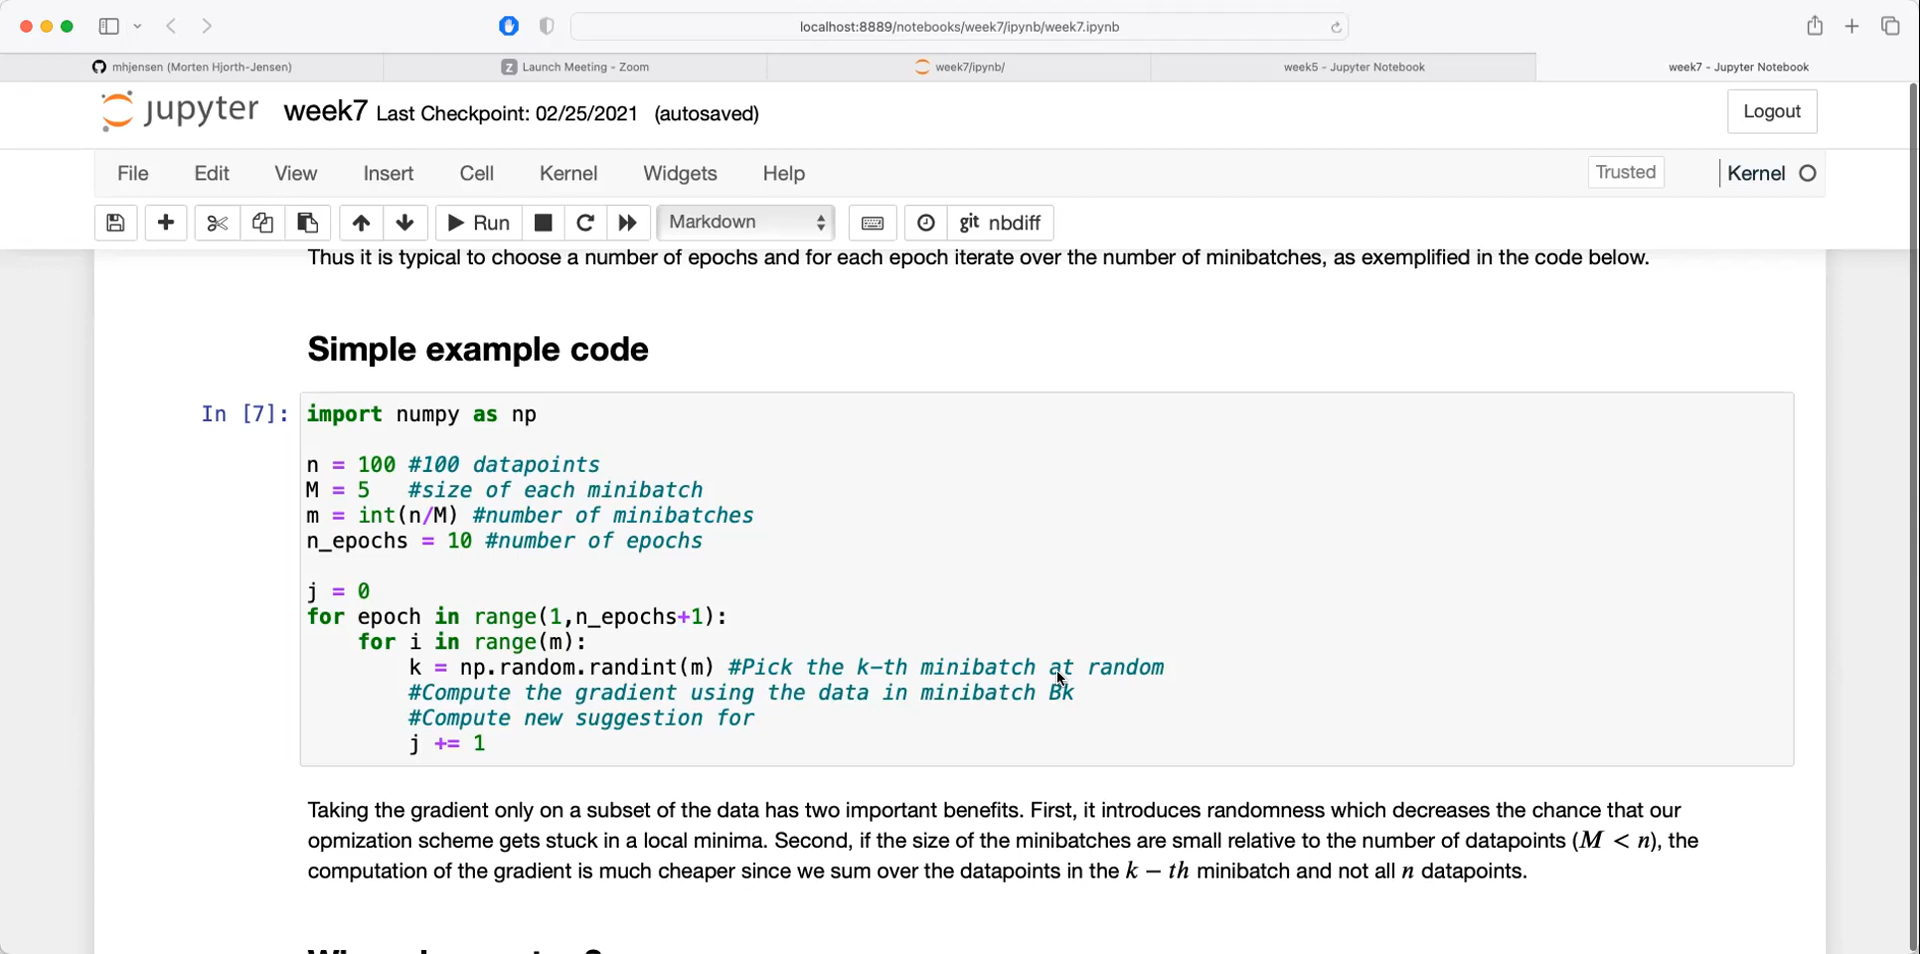 localhost:8889/notebooks/week7/ipynb/week7.ipynb
mhjensen (Morten Hjorth-Jensen)
Z Launch Meeting - Zoom
week7/ipynb/
week5 - Jupyter Notebook
week7 - Jupyter Notebook
jupyter week7 Last Checkpoint: 02/25/2021 (autosaved)
Logout
File Edit View Insert Cell Kernel Widgets Help
Trusted
Kernel
Run
Markdown
git nbdiff
Thus it is typical to choose a number of epochs and for each epoch iterate over the number of minibatches, as exemplified in the code below.
Simple example code
In [7]:
import numpy as np
n = 100 #100 datapoints
M = 5 #size of each minibatch
m = int(n/M) #number of minibatches
n_epochs = 10 #number of epochs
j = 0
for epoch in range(1,n_epochs+1):
for i in range(m):
k = np.random.randint(m) #Pick the k-th minibatch at random
#Compute the gradient using the data in minibatch Bk
#Compute new suggestion for
j += 1
Taking the gradient only on a subset of the data has two important benefits. First, it introduces randomness which decreases the chance that our
opmization scheme gets stuck in a local minima. Second, if the size of the minibatches are small relative to the number of datapoints (M < n), the
computation of the gradient is much cheaper since we sum over the datapoints in the k − th minibatch and not all n datapoints.